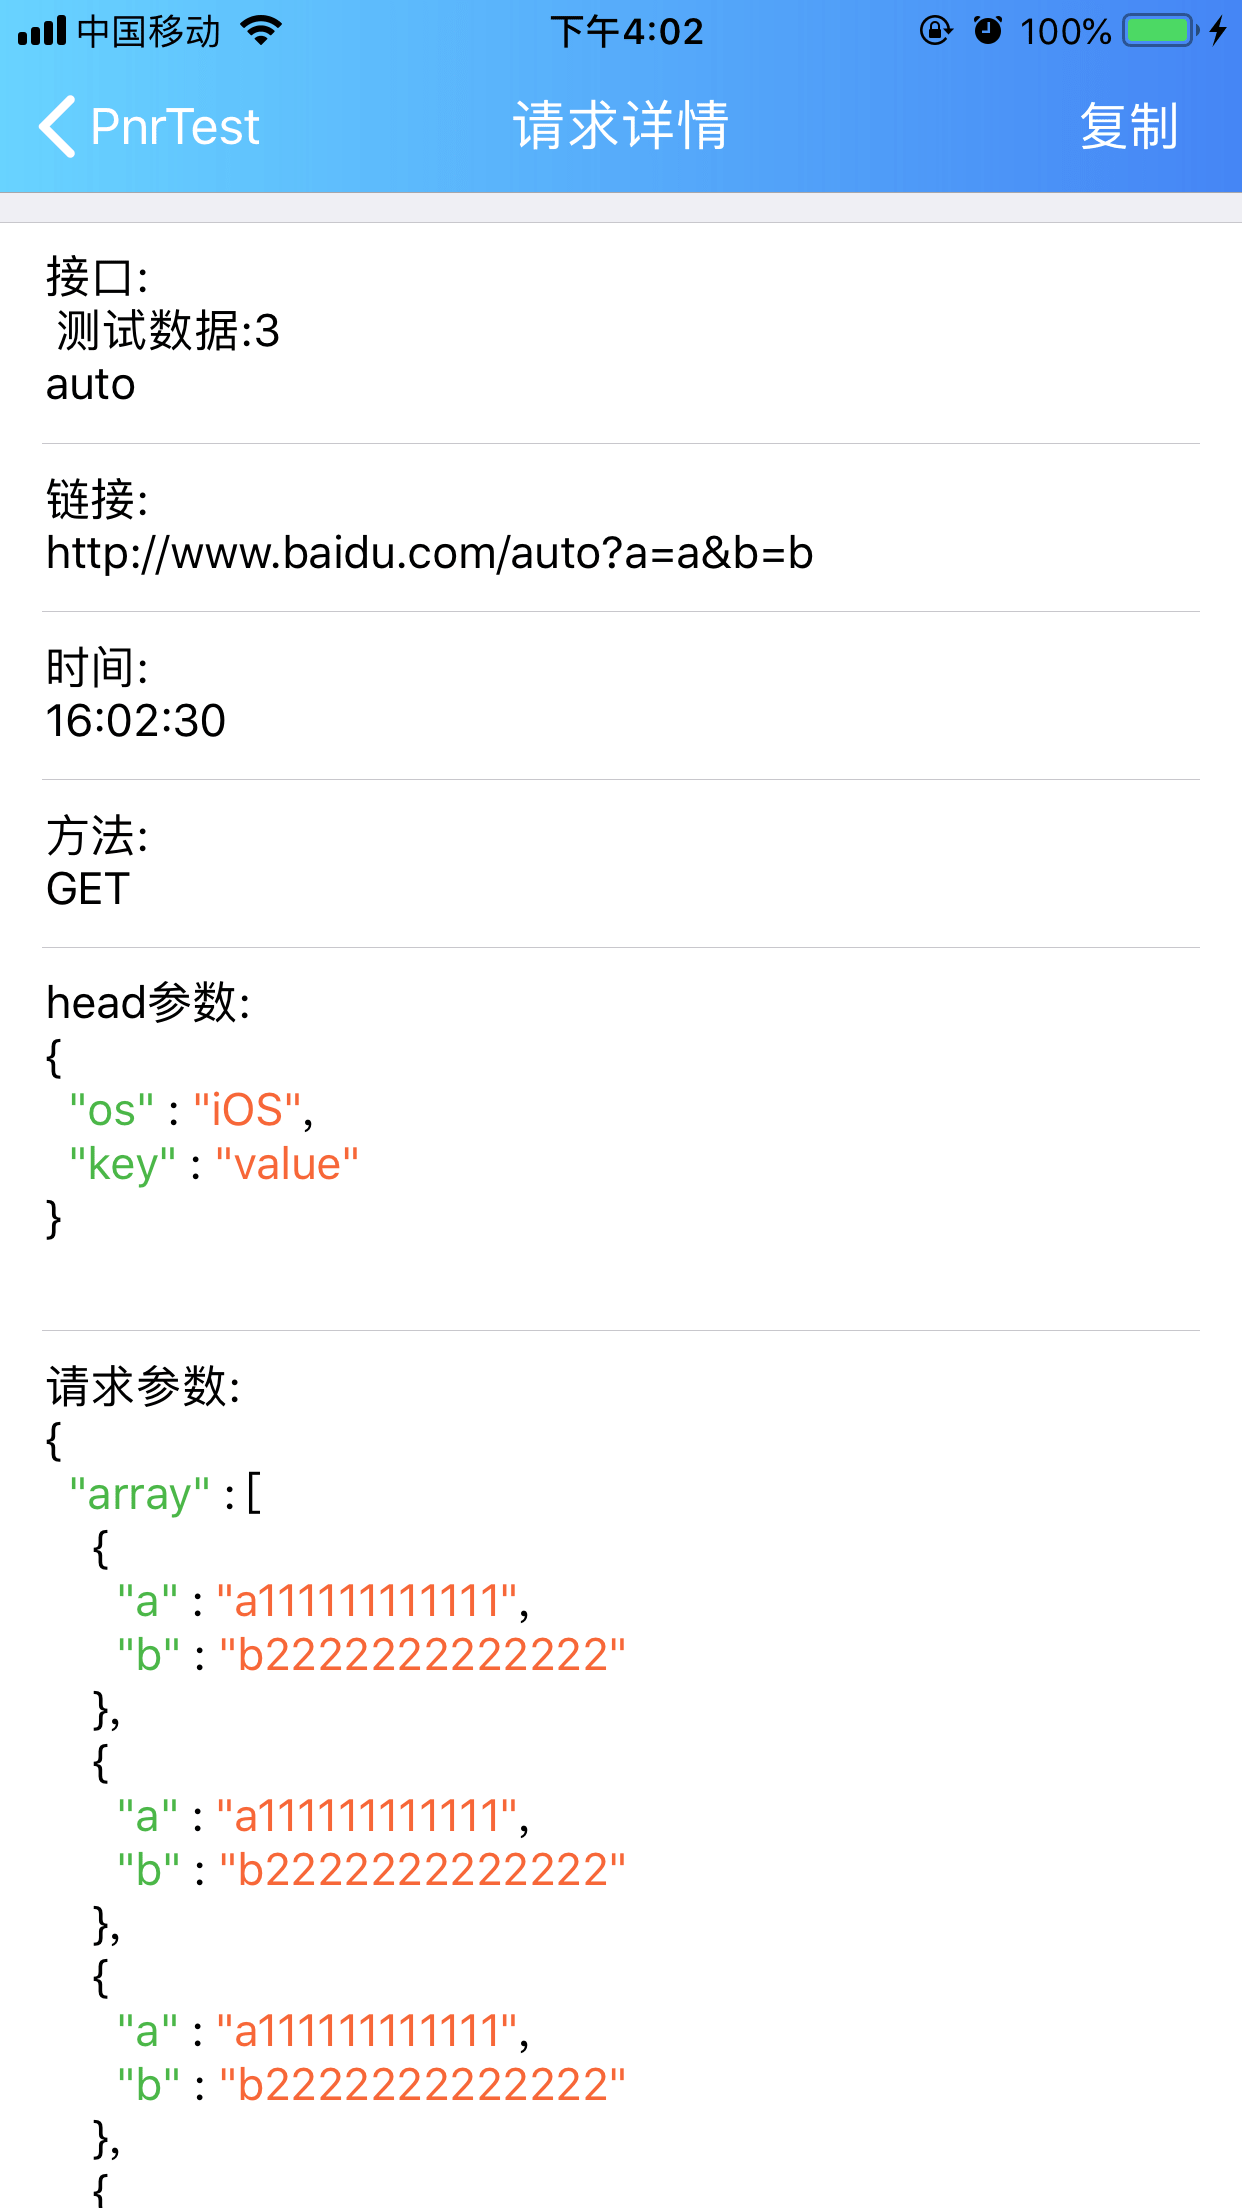 中国移动 下午4:02 100%
PnrTest 请求详情 复制
接口:
测试数据:3
auto
链接:
http://www.baidu.com/auto?a=a&b=b
时间:
16:02:30
方法:
GET
head参数:
{
"os" : "iOS",
"key" : "value"
}
请求参数:
{
"array" : [
{
"a" : "a111111111111",
"b" : "b2222222222222"
},
{
"a" : "a111111111111",
"b" : "b2222222222222"
},
{
"a" : "a111111111111",
"b" : "b2222222222222"
},
{